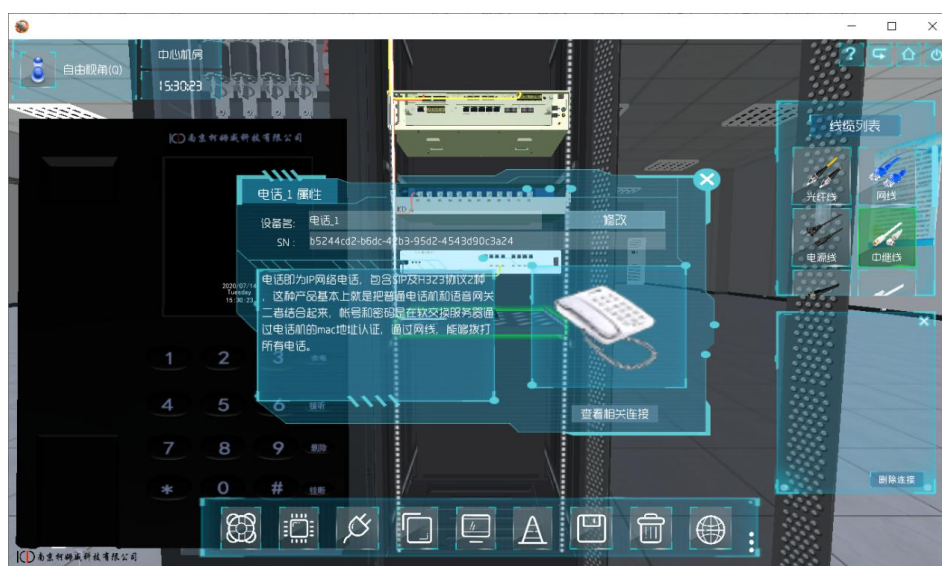 自由视角(Q)
中心机房
15:30:23
?
线缆列表
光纤线
网线
电源线
中继线
南京柯姆威科技有限公司
电话_1 属性
设备名: 电话_1
修改
SN : b5244cd2-b6dc-42b3-95d2-4543d90c3a24
电话即为IP网络电话，包含SIP及H323协议2种
，这种产品基本上就是把普通电话机和语音网关
二者结合起来，帐号和密码是在软交换服务器通
过电话机的mac地址认证，通过网线，能够拨打
所有电话。
查看相关连接
2020/07/14
Tuesday
15:30:23
1 2 3
4 5 6 接听
7 8 9 删除
* 0 # 挂断
删除连接
南京柯姆威科技有限公司